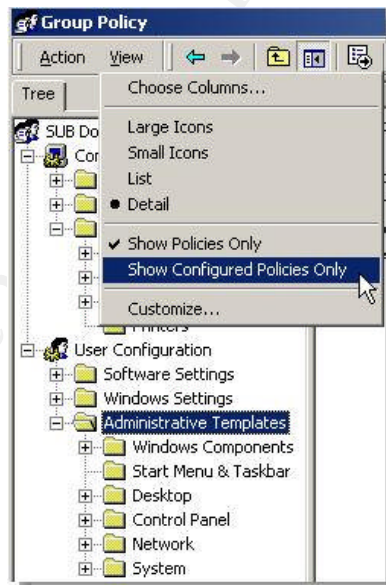 Group Policy
Action View
Tree
Choose Columns...
SUB Do
Large Icons
Com
Small Icons
List
Detail
Show Policies Only
Show Configured Policies Only
Customize...
Printers
User Configuration
Software Settings
Windows Settings
Administrative Templates
Windows Components
Start Menu & Taskbar
Desktop
Control Panel
Network
System